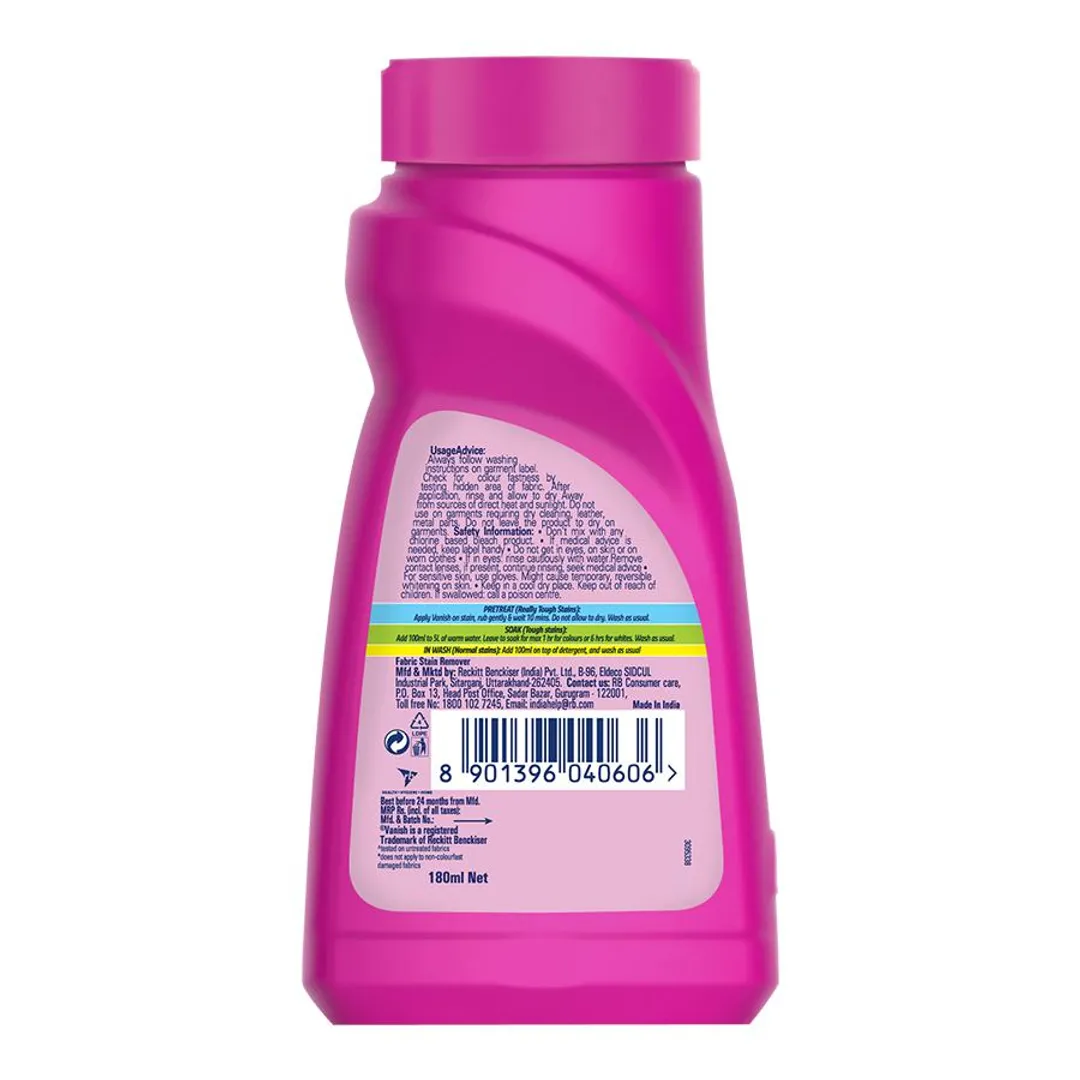 UsageAdvice:
Always follow washing
instructions on garment label.
Check for colour fastness by
testing hidden area of fabric. After
application, rinse and allow to dry Away
from sources of direct heat and sunlight. Do not
use on garments requiring dry cleaning, leather,
metal parts. Do not leave the product to dry on
garments. Safety Information: • Don't mix with any
chlorine based bleach product. • If medical advice is
needed, keep label handy • Do not get in eyes, on skin or on
worn clothes • If in eyes: rinse cautiously with water.Remove
contact lenses, if present, continue rinsing, seek medical advice •
For sensitive skin, use gloves. Might cause temporary, reversible
whitening on skin. • Keep in a cool dry place. Keep out of reach of
children. If swallowed: call a poison centre.
PRETREAT (Really Tough Stains):
Apply Vanish on stain, rub gently & wait 10 mins. Do not allow to dry. Wash as usual.
SOAK (Tough stains):
Add 100ml to 5L of warm water. Leave to soak for max 1 hr for colours or 6 hrs for whites. Wash as usual.
IN WASH (Normal stains): Add 100ml on top of detergent, and wash as usual
Fabric Stain Remover
Mfd & Mktd by: Reckitt Benckiser (India) Pvt. Ltd., B-96, Eldeco SIDCUL
Industrial Park, Sitarganj, Uttarakhand-262405. Contact us: RB Consumer care,
P.O. Box 13, Head Post Office, Sadar Bazar, Gurugram - 122001,
Toll free No: 1800 102 7245, Email: indiahelp@rb.com Made In India
4
LDPE
8 901396 040606 >
HEALTH • HYGIENE • HOME
Best before 24 months from Mfd.
MRP Rs. (incl. of all taxes):
Mfd. & Batch No.:
©Vanish is a registered
Trademark of Reckitt Benckiser
^tested on untreated fabrics
*does not apply to non-colourfast
damaged fabrics
180ml Net
3095338